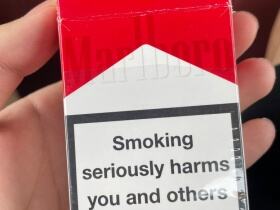 Marlboro
Smoking
seriously harms
you and others